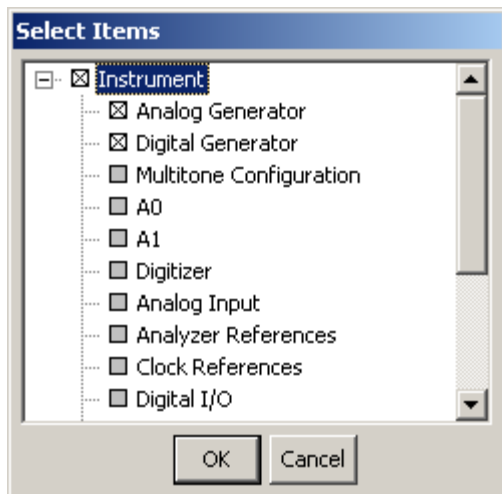 Select Items
Instrument
Analog Generator
Digital Generator
Multitone Configuration
A0
A1
Digitizer
Analog Input
Analyzer References
Clock References
Digital I/O
OK Cancel